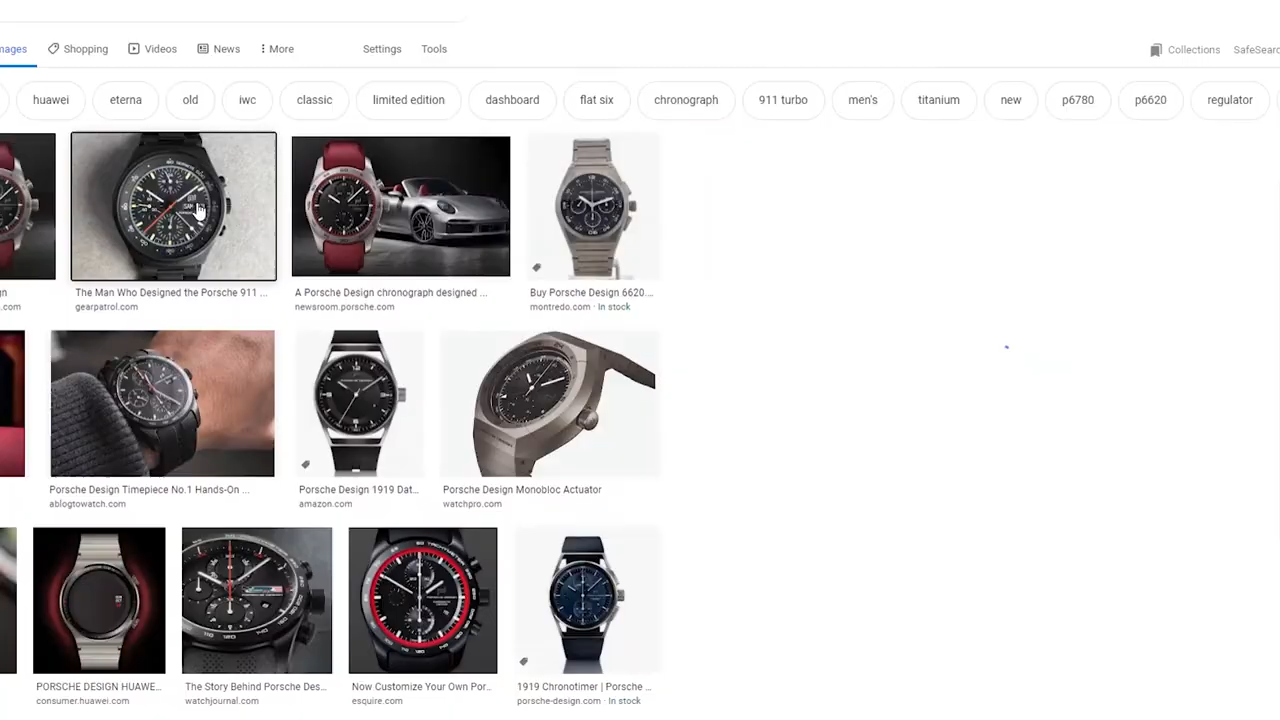 mages Shopping Videos News More Settings Tools Collections SafeSearc
huawei eterna old iwc classic limited edition dashboard flat six chronograph 911 turbo men's titanium new p6780 p6620 regulator
gn The Man Who Designed the Porsche 911 ... A Porsche Design chronograph designed ... Buy Porsche Design 6620....
.com gearpatrol.com newsroom.porsche.com montredo.com · In stock
Porsche Design Timepiece No.1 Hands-On ... Porsche Design 1919 Dat... Porsche Design Monobloc Actuator
ablogtowatch.com amazon.com watchpro.com
PORSCHE DESIGN HUAWE... The Story Behind Porsche Des... Now Customize Your Own Por... 1919 Chronotimer | Porsche ...
consumer.huawei.com watchjournal.com esquire.com porsche-design.com · In stock